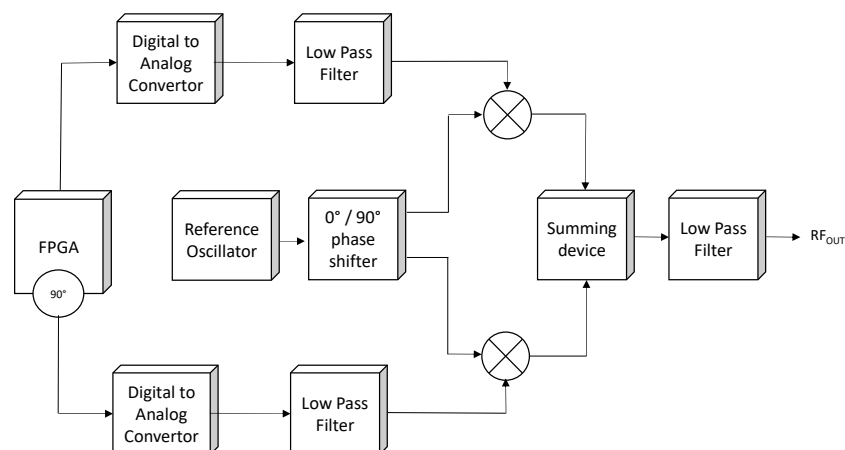 Digital to
Analog
Convertor
Low Pass
Filter
FPGA
90°
Reference
Oscillator
0° / 90°
phase
shifter
Summing
device
Low Pass
Filter
RFOUT
Digital to
Analog
Convertor
Low Pass
Filter